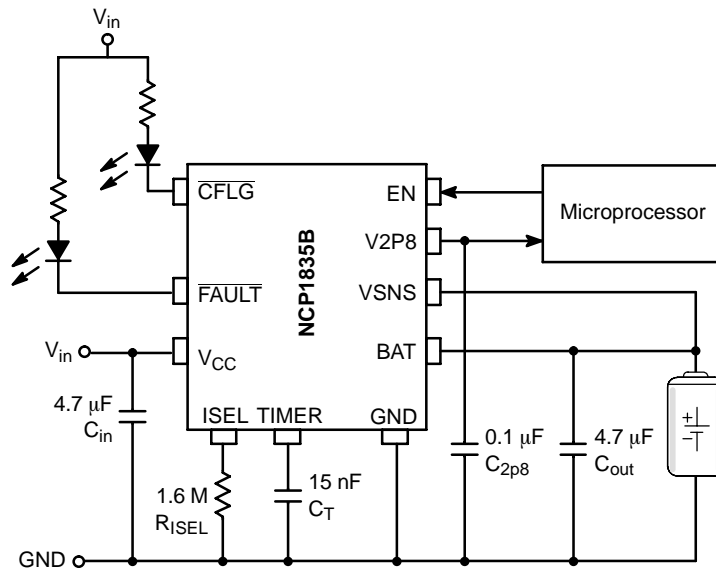 Vin
CFLG
EN
Microprocessor
V2P8
NCP1835B
FAULT
VSNS
Vin
VCC
BAT
ISEL TIMER GND
4.7 µF
Cin
1.6 M
RISEL
15 nF
CT
0.1 µF
C2p8
4.7 µF
Cout
+
−
GND